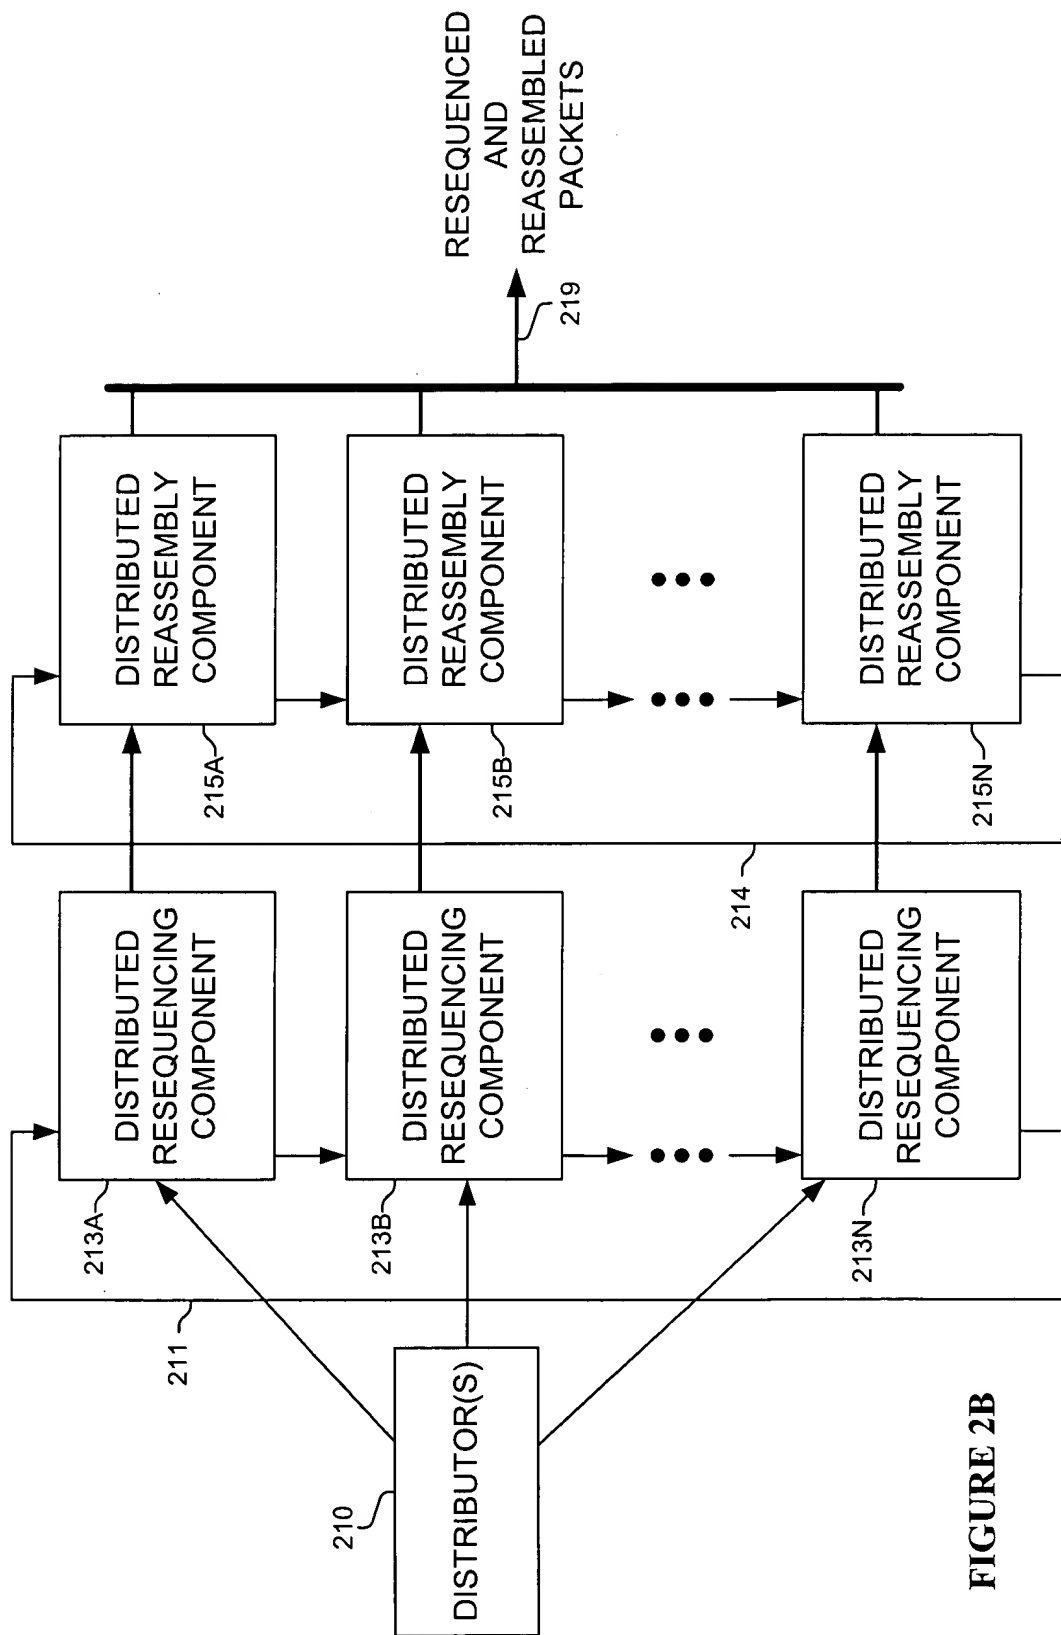 DISTRIBUTOR(S)
210
211
213A
DISTRIBUTED
RESEQUENCING
COMPONENT
213B
DISTRIBUTED
RESEQUENCING
COMPONENT
213N
DISTRIBUTED
RESEQUENCING
COMPONENT
214
215A
DISTRIBUTED
REASSEMBLY
COMPONENT
215B
DISTRIBUTED
REASSEMBLY
COMPONENT
215N
DISTRIBUTED
REASSEMBLY
COMPONENT
219
RESEQUENCED
AND
REASSEMBLED
PACKETS
FIGURE 2B